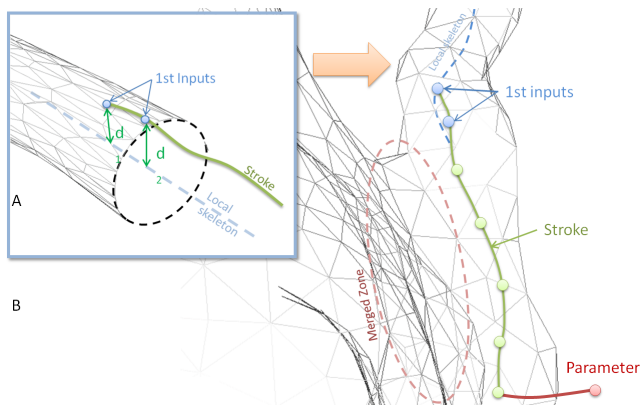 1st Inputs
d
1
d
2
Stroke
Local
skeleton
A
Local skeleton
1st inputs
Stroke
Merged Zone
B
Parameter